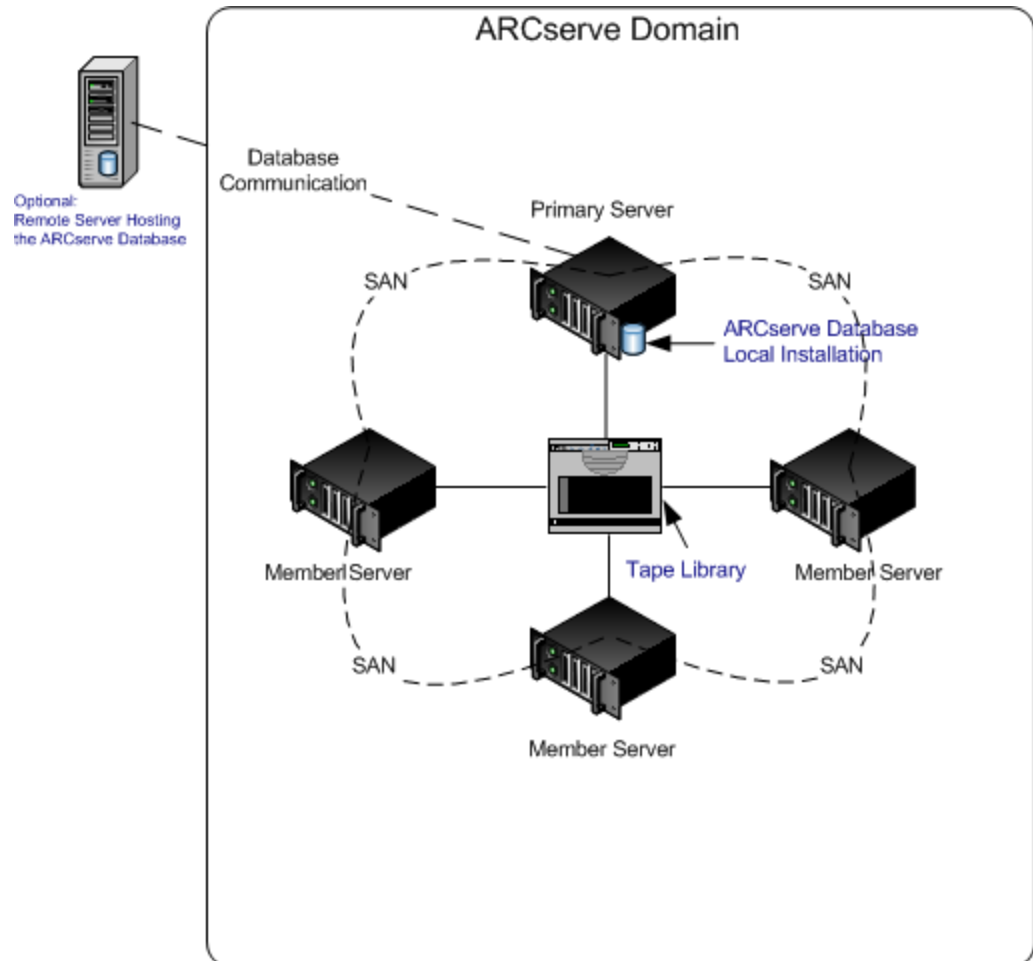 ARCserve Domain
Optional:
Remote Server Hosting
the ARCserve Database
Database
Communication
Primary Server
SAN
SAN
ARCserve Database
Local Installation
Member Server
Tape Library
Member Server
SAN
SAN
Member Server